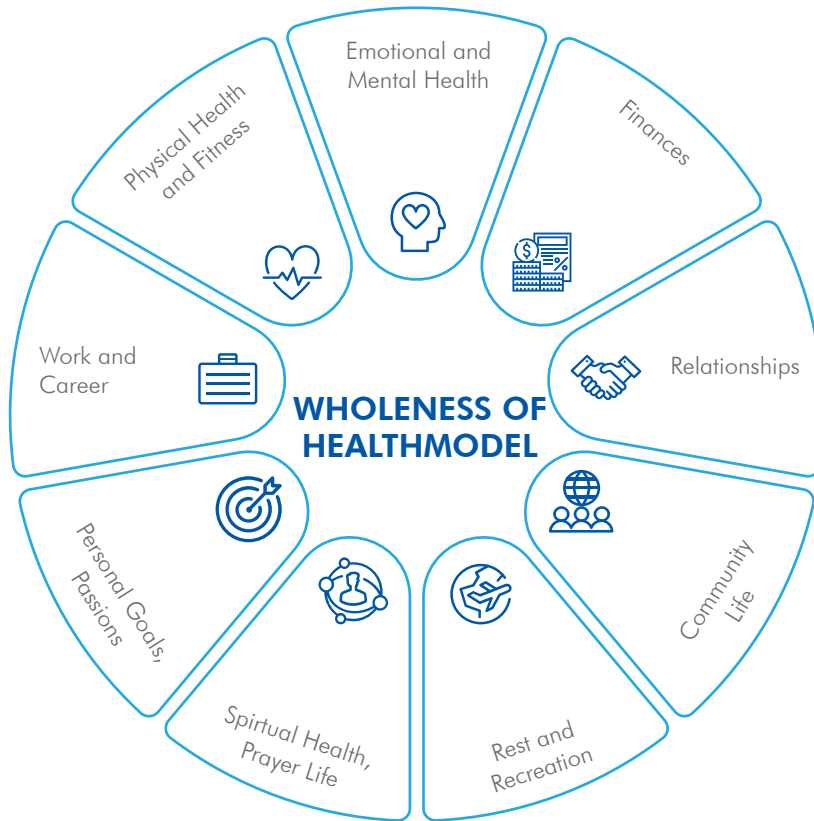 Emotional and
Mental Health
Finances
Relationships
Community
Life
Rest and
Recreation
Spirtual Health,
Prayer Life
Personal Goals,
Passions
Work and
Career
Physical Health
and Fitness
$
%
WHOLENESS OF
HEALTHMODEL